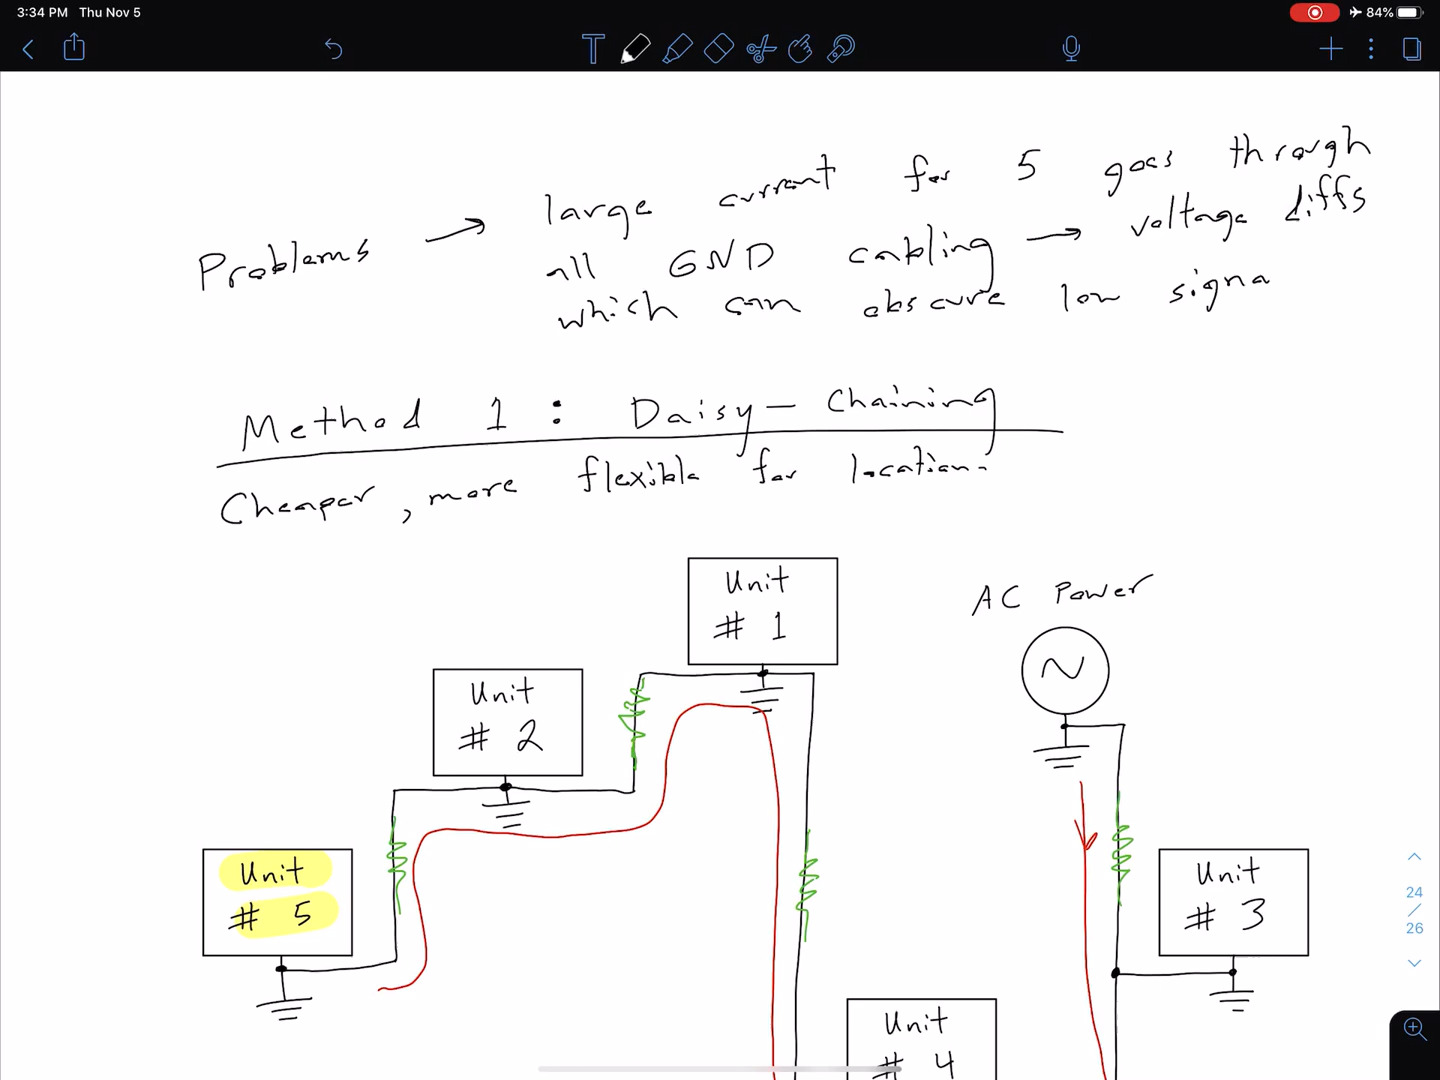 3:34 PM Thu Nov 5
84%
Problems → large current for 5 goes through
all GND cabling → voltage diffs
which can obscure low signa
Method 1 : Daisy-Chaining
Cheaper, more flexible for location.
Unit
# 1
AC Power
Unit
# 2
Unit
# 5
Unit
# 3
Unit
# 4
24
/
26